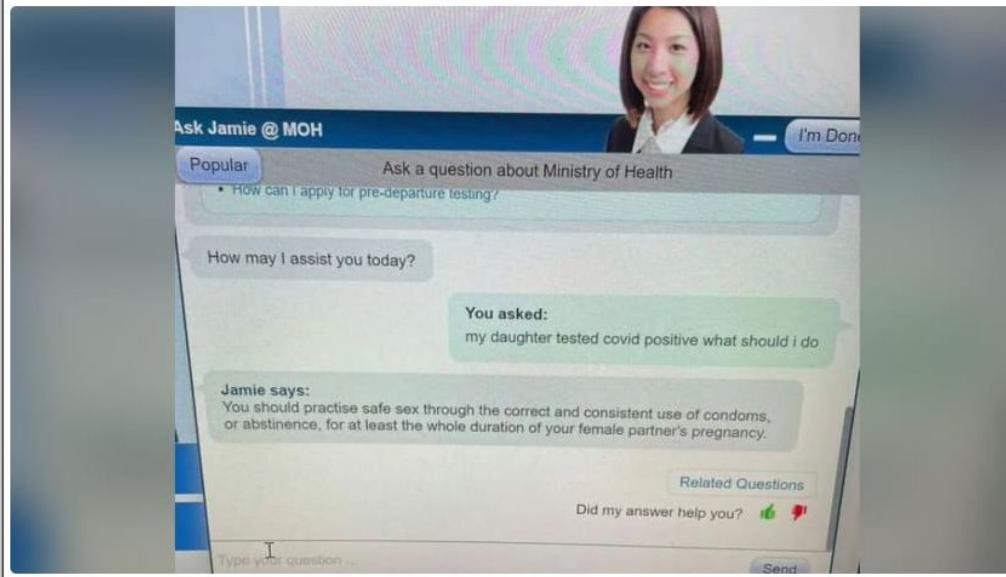 Ask Jamie @ MOH
I'm Don
Popular
Ask a question about Ministry of Health
• How can I apply for pre-departure testing?
How may I assist you today?
You asked:
my daughter tested covid positive what should i do
Jamie says:
You should practise safe sex through the correct and consistent use of condoms,
or abstinence, for at least the whole duration of your female partner's pregnancy.
Related Questions
Did my answer help you?
Type your question ...
Send